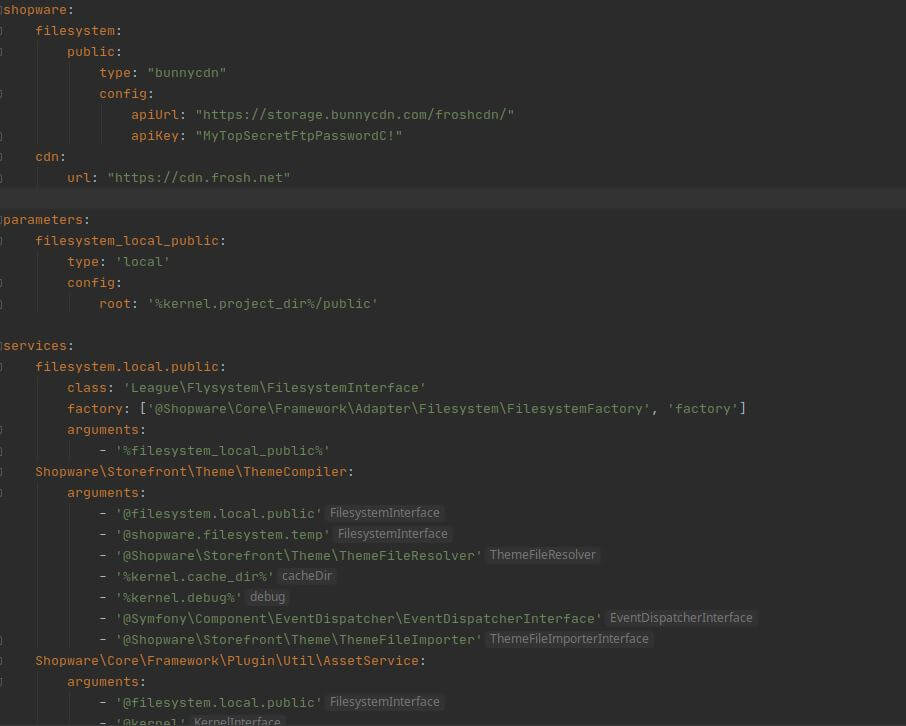 shopware:
    filesystem:
        public:
            type: "bunnycdn"
            config:
                apiUrl: "https://storage.bunnycdn.com/froshcdn/"
                apiKey: "MyTopSecretFtpPasswordC!"
    cdn:
        url: "https://cdn.frosh.net"

parameters:
    filesystem_local_public:
        type: 'local'
        config:
            root: '%kernel.project_dir%/public'

services:
    filesystem.local.public:
        class: 'League\Flysystem\FilesystemInterface'
        factory: ['@Shopware\Core\Framework\Adapter\Filesystem\FilesystemFactory', 'factory']
        arguments:
            - '%filesystem_local_public%'
    Shopware\Storefront\Theme\ThemeCompiler:
        arguments:
            - '@filesystem.local.public' FilesystemInterface
            - '@shopware.filesystem.temp' FilesystemInterface
            - '@Shopware\Storefront\Theme\ThemeFileResolver' ThemeFileResolver
            - '%kernel.cache_dir%' cacheDir
            - '%kernel.debug%' debug
            - '@Symfony\Component\EventDispatcher\EventDispatcherInterface' EventDispatcherInterface
            - '@Shopware\Storefront\Theme\ThemeFileImporter' ThemeFileImporterInterface
    Shopware\Core\Framework\Plugin\Util\AssetService:
        arguments:
            - '@filesystem.local.public' FilesystemInterface
            - '@kernel' KernelInterface